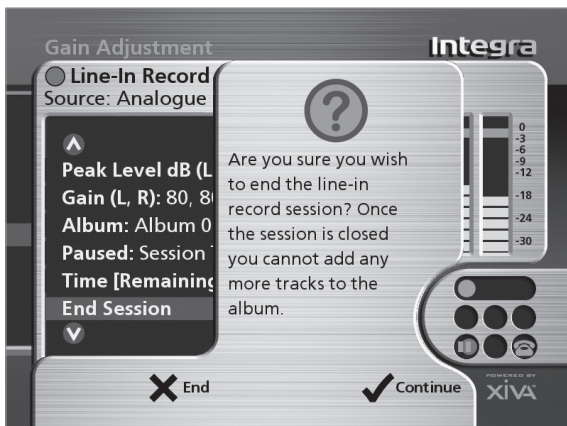 Gain Adjustment
Integra
Line-In Record
Source: Analogue
Peak Level dB (L
Gain (L, R): 80, 80
Album: Album 0
Paused: Session
Time [Remaining
End Session
?
Are you sure you wish
to end the line-in
record session? Once
the session is closed
you cannot add any
more tracks to the
album.
0
-3
-6
-9
-12
-18
-24
-30
End
Continue
POWERED BY
XiVA